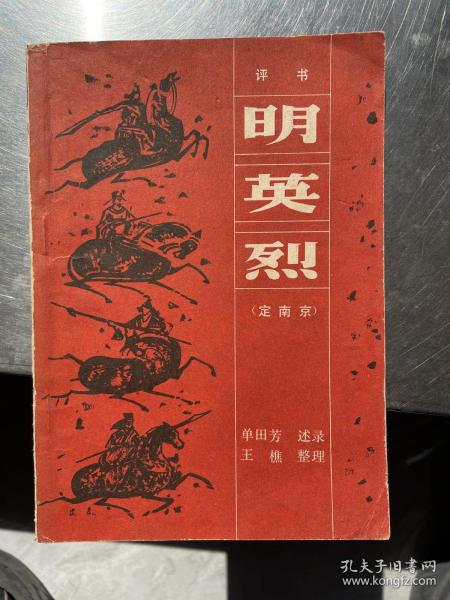 评书
明
英
烈
（定南京）
单田芳 述录
王樵 整理
孔夫子旧书网
www.kongfz.com